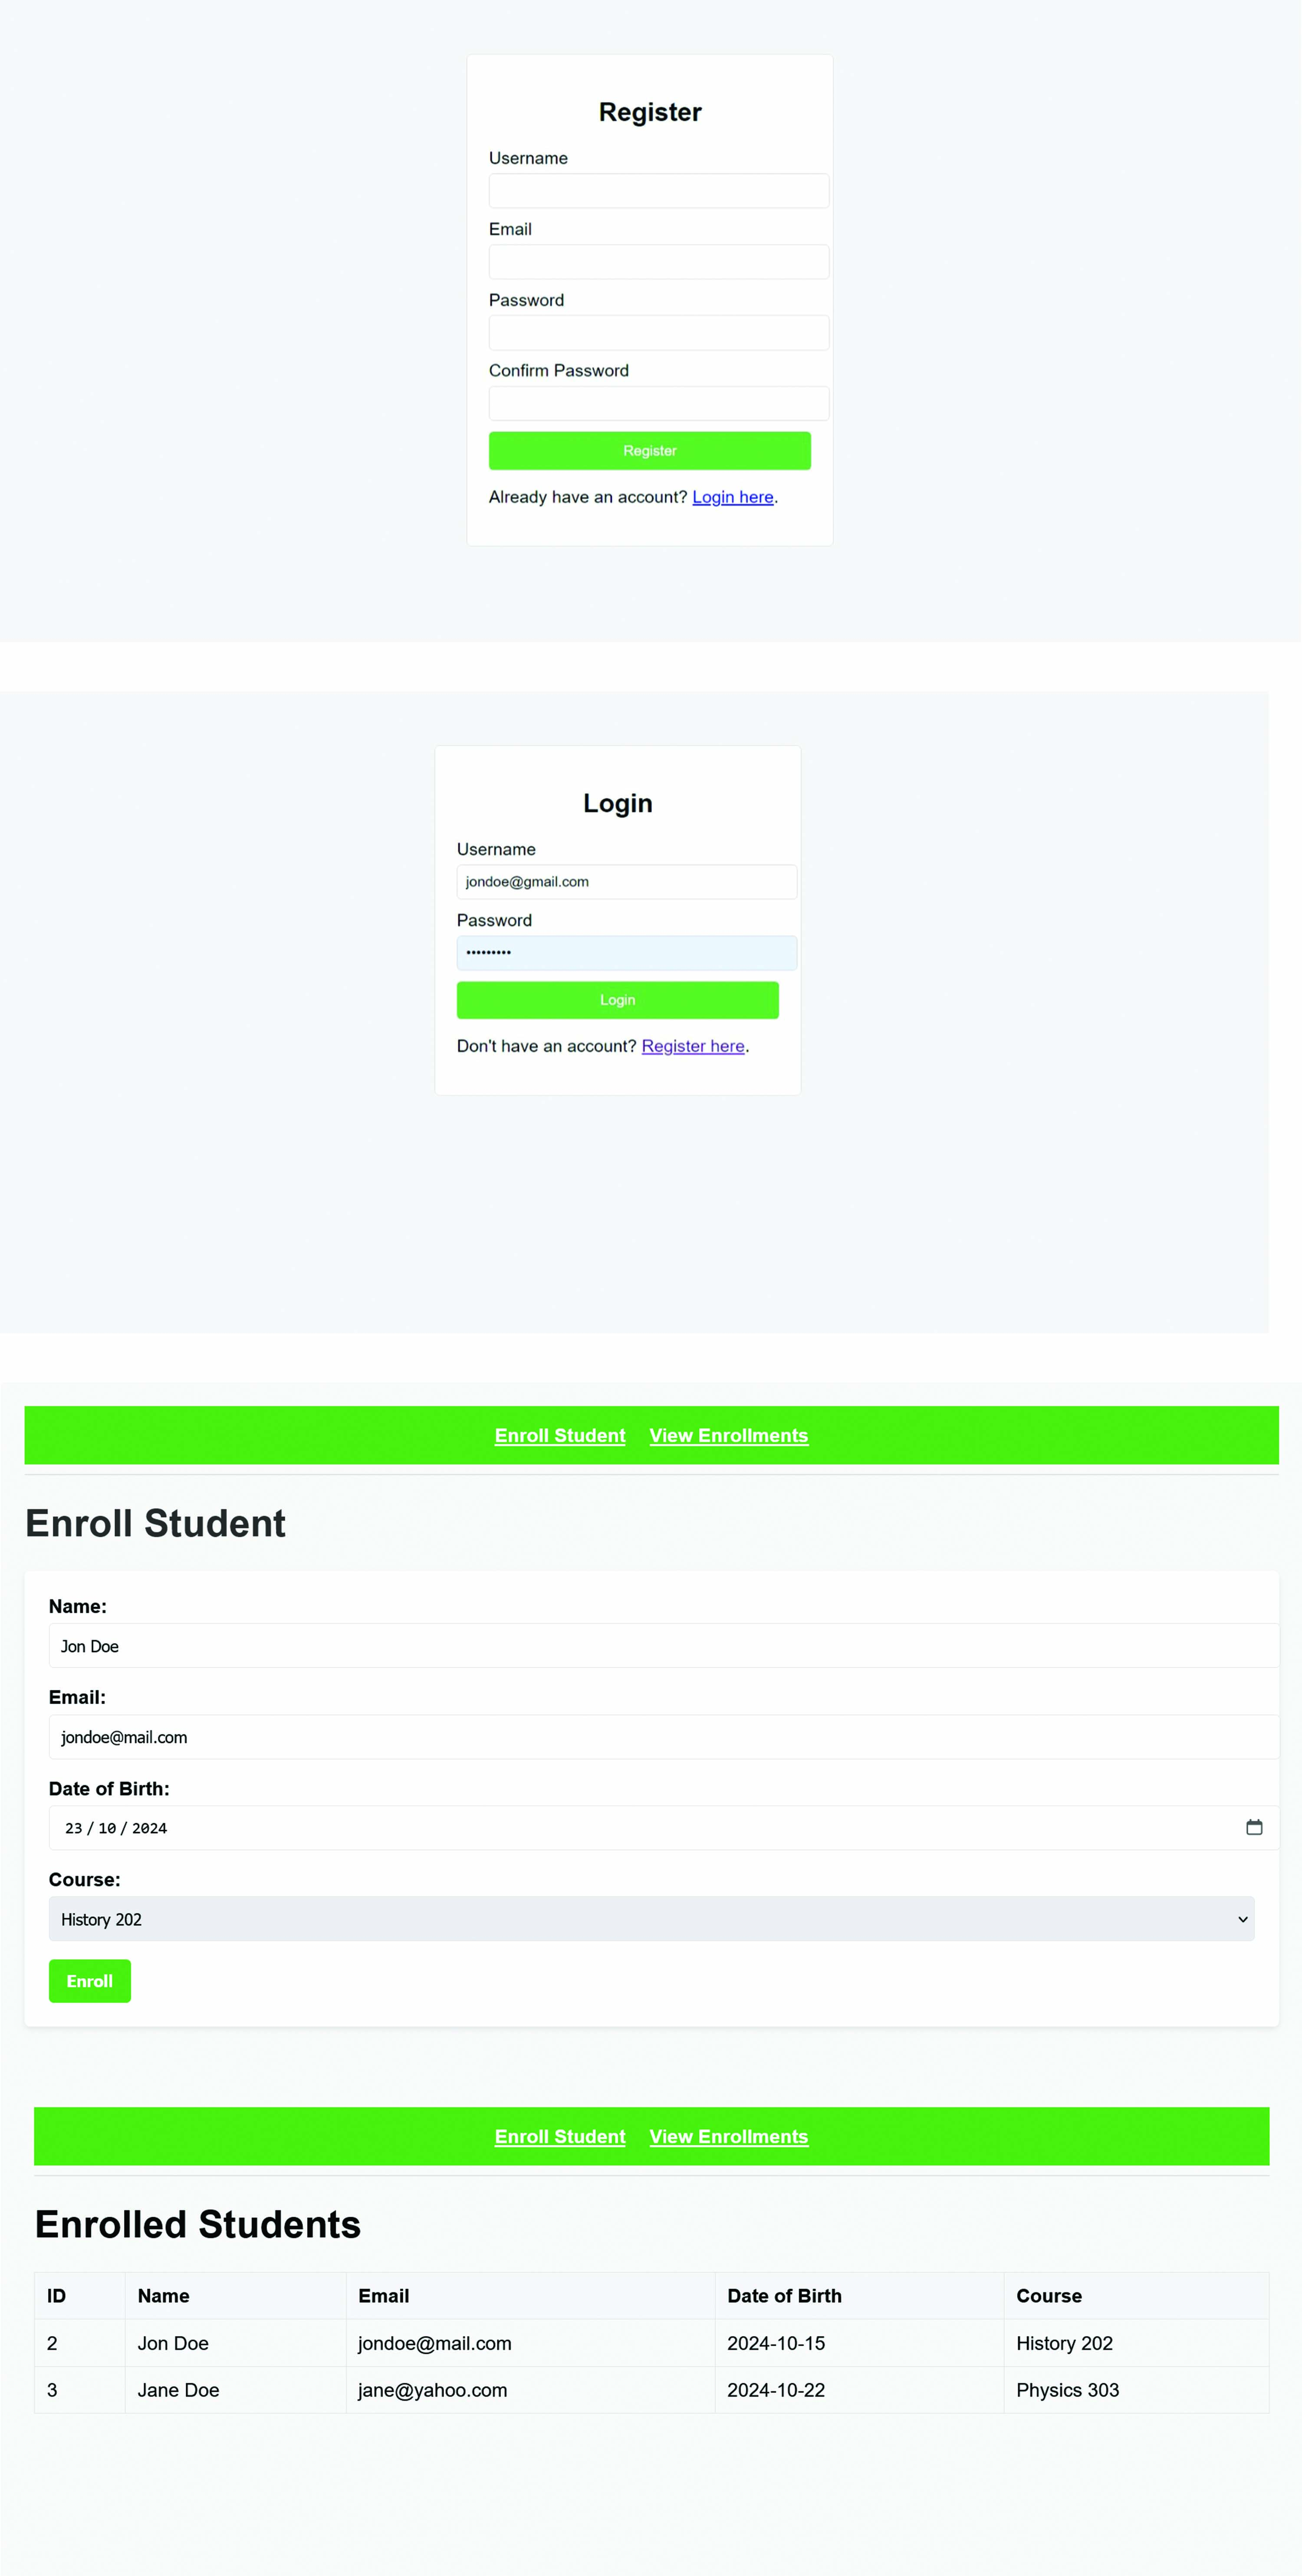 Register
Username
Email
Password
Confirm Password
Register
Already have an account? Login here.
Login
Username
jondoe@gmail.com
Password
•••••••••
Login
Don't have an account? Register here.
Enroll Student View Enrollments
Enroll Student
Name:
Jon Doe
Email:
jondoe@mail.com
Date of Birth:
23 / 10 / 2024
Course:
History 202
Enroll
Enroll Student View Enrollments
Enrolled Students
ID Name Email Date of Birth Course
2 Jon Doe jondoe@mail.com 2024-10-15 History 202
3 Jane Doe jane@yahoo.com 2024-10-22 Physics 303